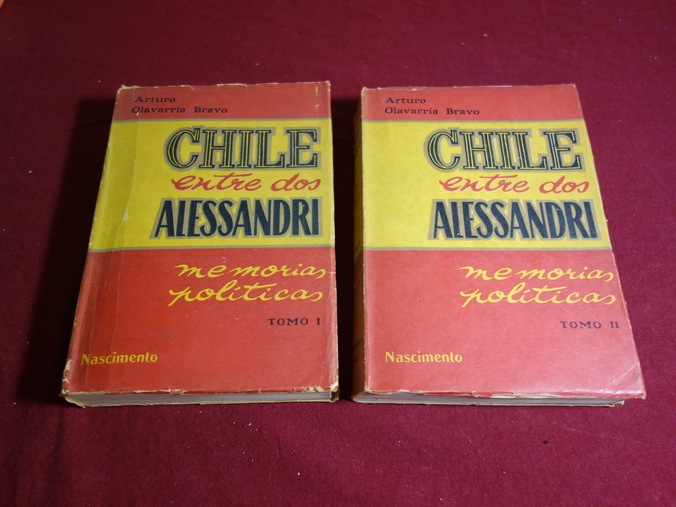 Arturo
Olavarría Bravo
CHILE
entre dos
ALESSANDRI
memorias
políticas
TOMO I
Nascimento
Arturo
Olavarría Bravo
CHILE
entre dos
ALESSANDRI
memorias
políticas
TOMO II
Nascimento